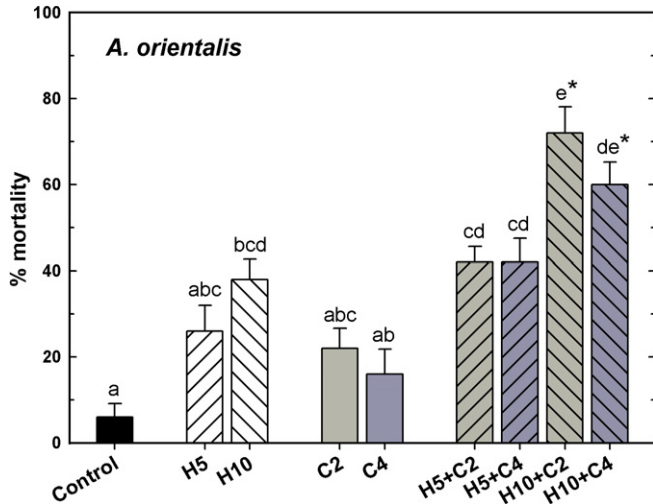 A. orientalis
% mortality
100
80
60
40
20
0
a
abc
bcd
abc
ab
cd
cd
e*
de*
Control
H5
H10
C2
C4
H5+C2
H5+C4
H10+C2
H10+C4